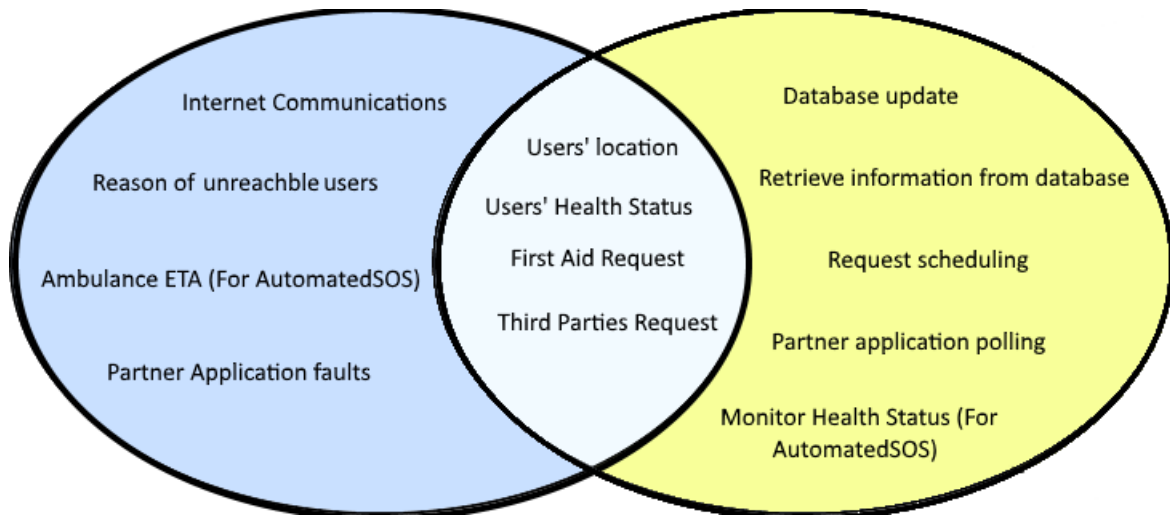 Internet Communications
Reason of unreachble users
Ambulance ETA (For AutomatedSOS)
Partner Application faults
Users' location
Users' Health Status
First Aid Request
Third Parties Request
Database update
Retrieve information from database
Request scheduling
Partner application polling
Monitor Health Status (For
AutomatedSOS)